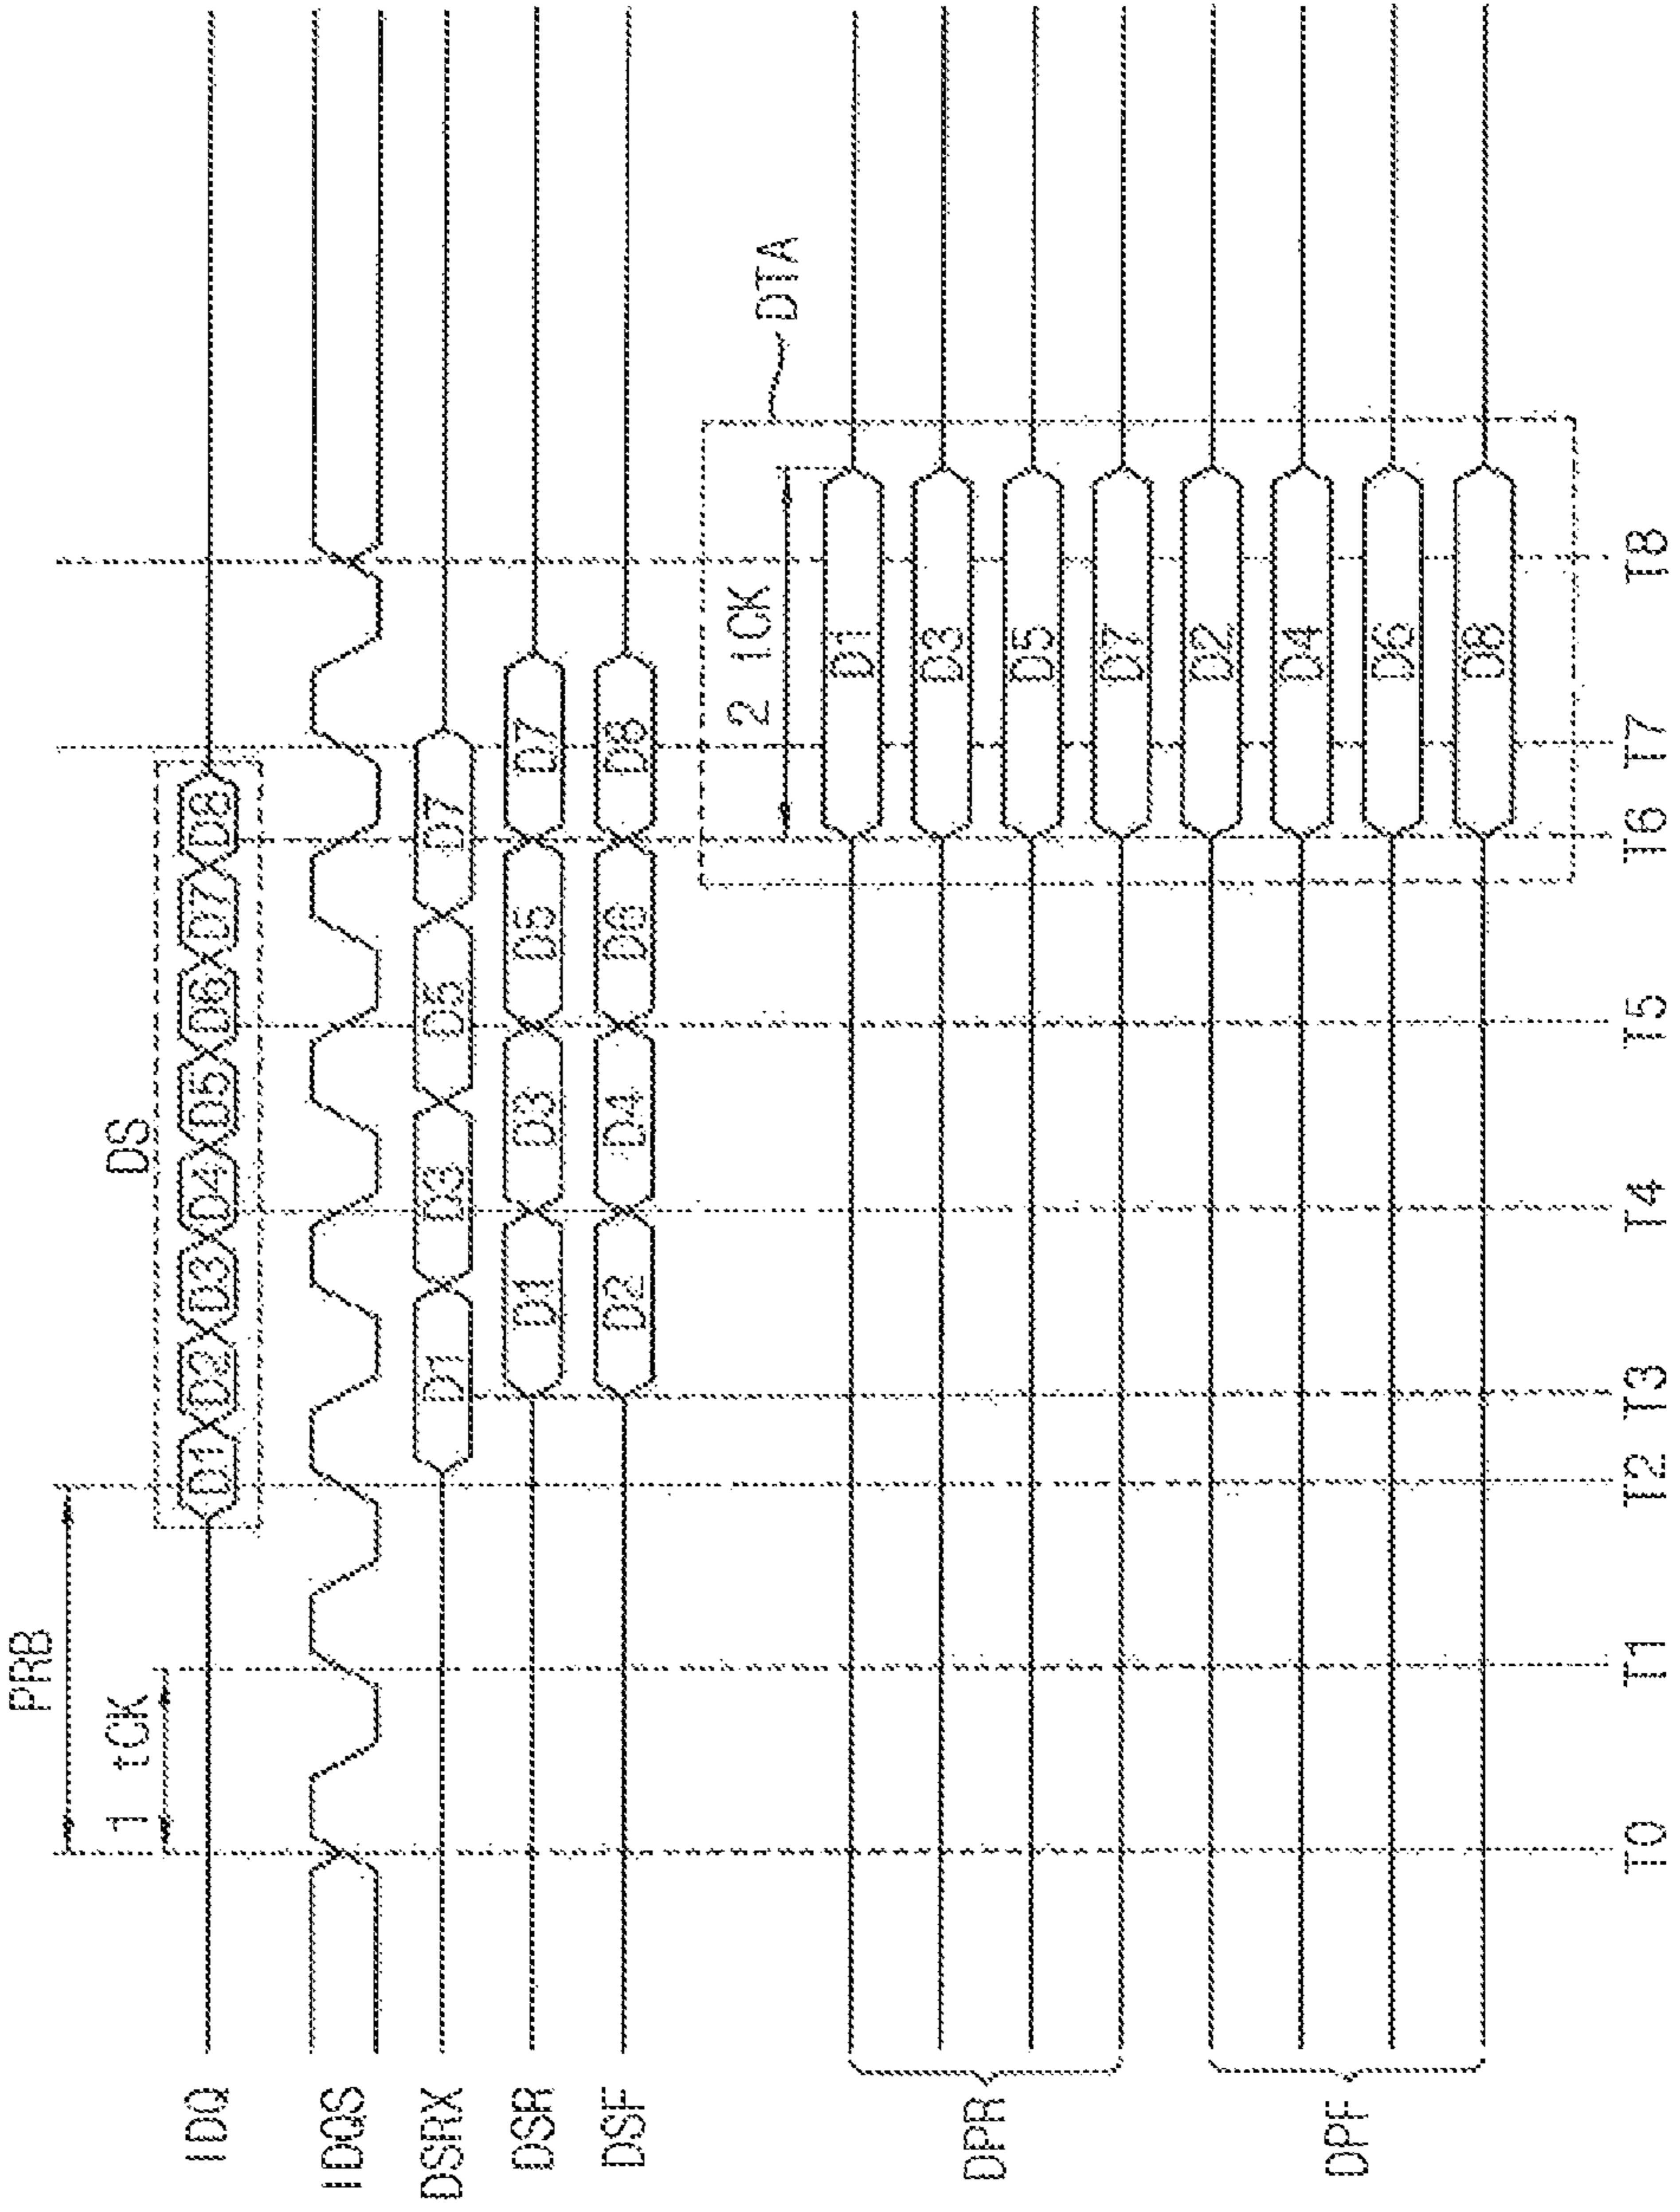 PRB
1 tCK
DS
IDQ
D1 D2 D3 D4 D5 D6 D7 D8
IDQS
DSRX
D1 D3 D5 D7
DSR
D1 D3 D5 D7
DSF
D2 D4 D6 D8
DTA
2 tCK
DPR
D1
D3
D5
D7
DPF
D2
D4
D6
D8
T0 T1 T2 T3 T4 T5 T6 T7 T8